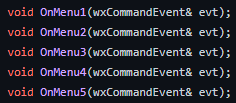 void OnMenu1(wxCommandEvent& evt);
void OnMenu2(wxCommandEvent& evt);
void OnMenu3(wxCommandEvent& evt);
void OnMenu4(wxCommandEvent& evt);
void OnMenu5(wxCommandEvent& evt);